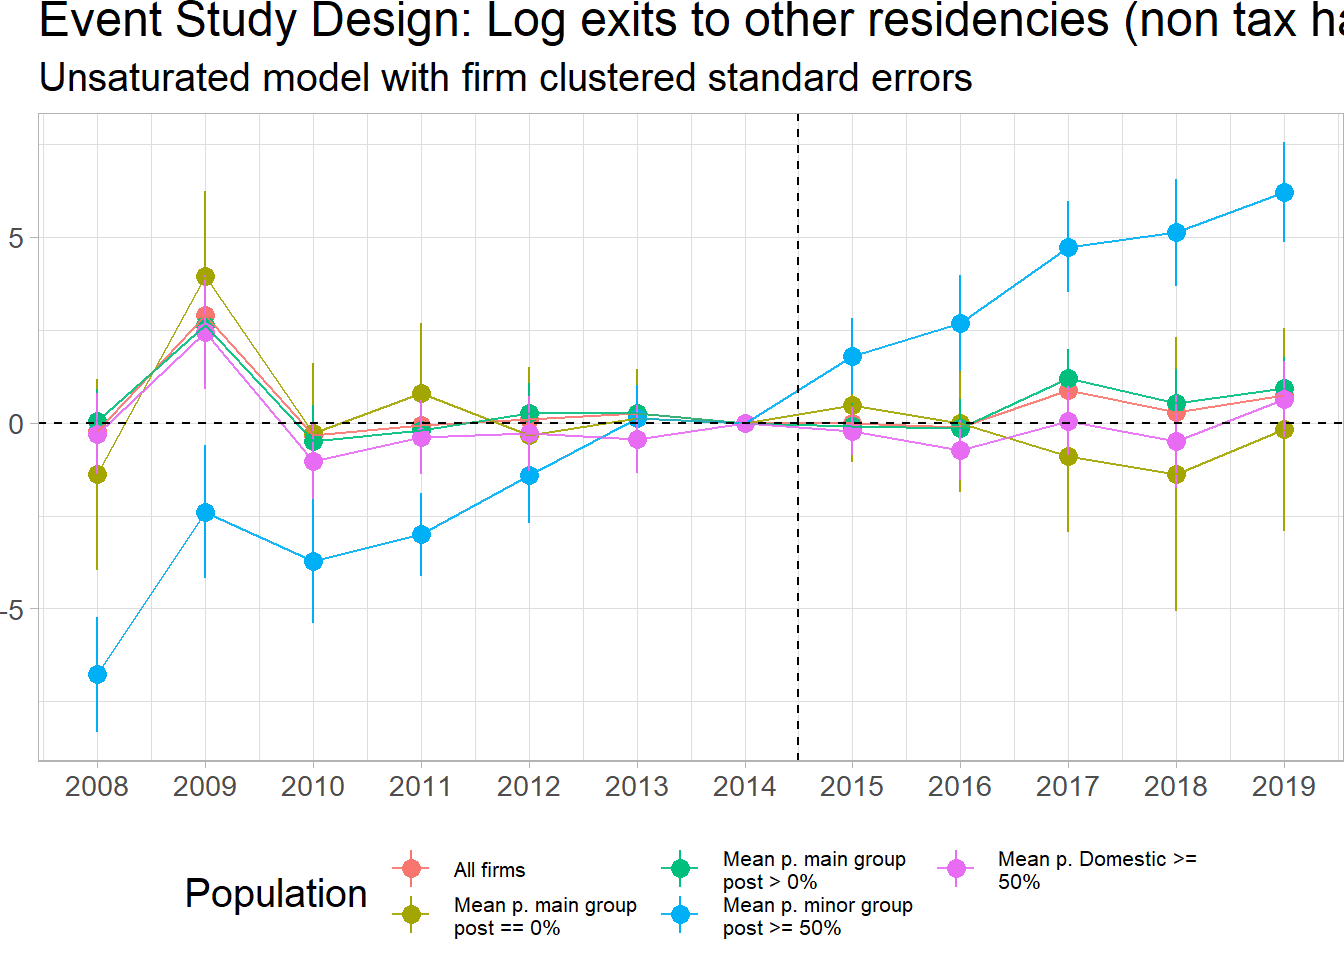 Event Study Design: Log exits to other residencies (non tax
Unsaturated model with firm clustered standard errors
5
0
-5
2008 2009 2010 2011 2012 2013 2014 2015 2016 2017 2018 2019
Population
All firms
Mean p. main group
post == 0%
Mean p. main group
post > 0%
Mean p. minor group
post >= 50%
Mean p. Domestic >=
50%